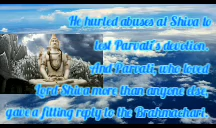 He hurled abuses at Shiva to
test Parvati's devotion.
And Parvati, who loved
Lord Shiva more than anyone else,
gave a fitting reply to the Brahmachari.